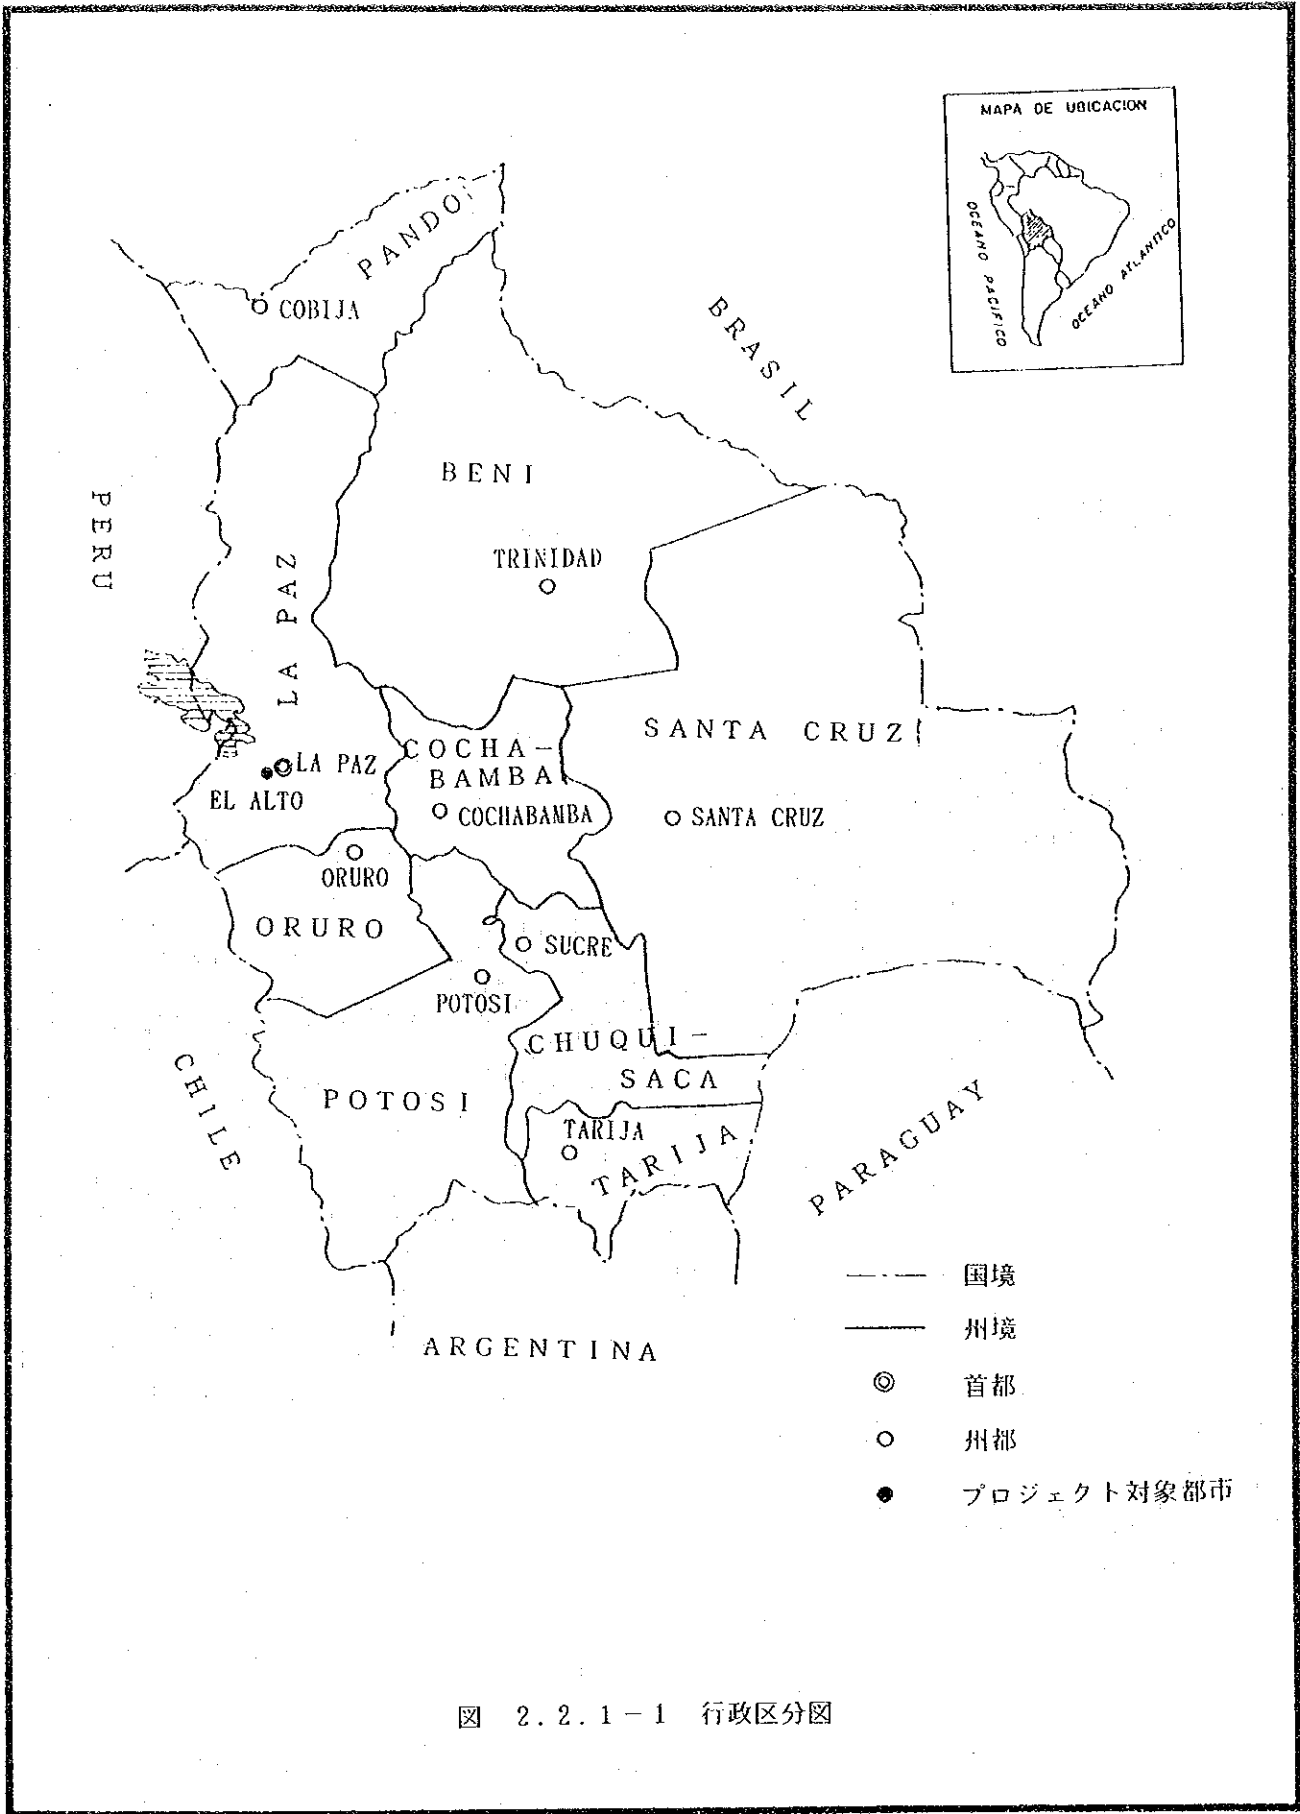 MAPA DE UBICACION
OCEANO PACIFICO
OCEANO ATLANTICO
PANDO
COBIJA
BRASIL
BENI
PERU
TRINIDAD
LA PAZ
SANTA CRUZ
COCHA-
BAMBA
LA PAZ
EL ALTO
COCHABAMBA
SANTA CRUZ
ORURO
ORURO
SUCRE
POTOSI
CHUQUI-
SACA
CHILE
POTOSI
TARIJA
TARIJA
PARAGUAY
ARGENTINA
国境
州境
首都
州都
プロジェクト対象都市
図 2.2.1-1 行政区分図